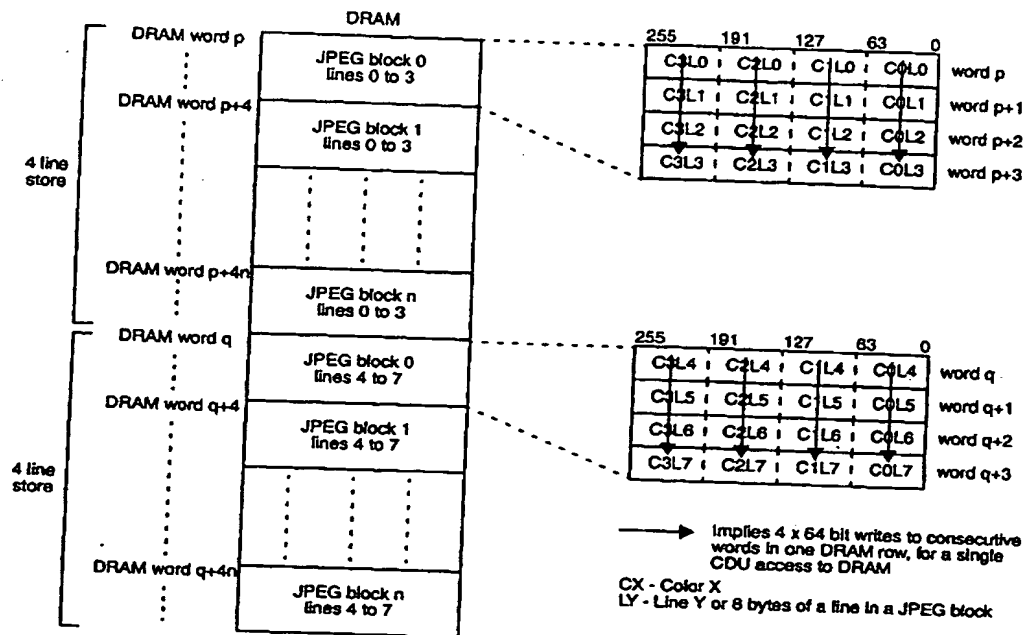 DRAM
DRAM word p
JPEG block 0
lines 0 to 3
DRAM word p+4
JPEG block 1
lines 0 to 3
4 line
store
DRAM word p+4n
JPEG block n
lines 0 to 3
DRAM word q
JPEG block 0
lines 4 to 7
DRAM word q+4
JPEG block 1
lines 4 to 7
4 line
store
DRAM word q+4n
JPEG block n
lines 4 to 7
255 191 127 63 0
C3L0 C2L0 C1L0 C0L0 word p
C3L1 C2L1 C1L1 C0L1 word p+1
C3L2 C2L2 C1L2 C0L2 word p+2
C3L3 C2L3 C1L3 C0L3 word p+3
255 191 127 63 0
C3L4 C2L4 C1L4 C0L4 word q
C3L5 C2L5 C1L5 C0L5 word q+1
C3L6 C2L6 C1L6 C0L6 word q+2
C3L7 C2L7 C1L7 C0L7 word q+3
Implies 4 x 64 bit writes to consecutive
words in one DRAM row, for a single
CDU access to DRAM
CX - Color X
LY - Line Y or 8 bytes of a line in a JPEG block